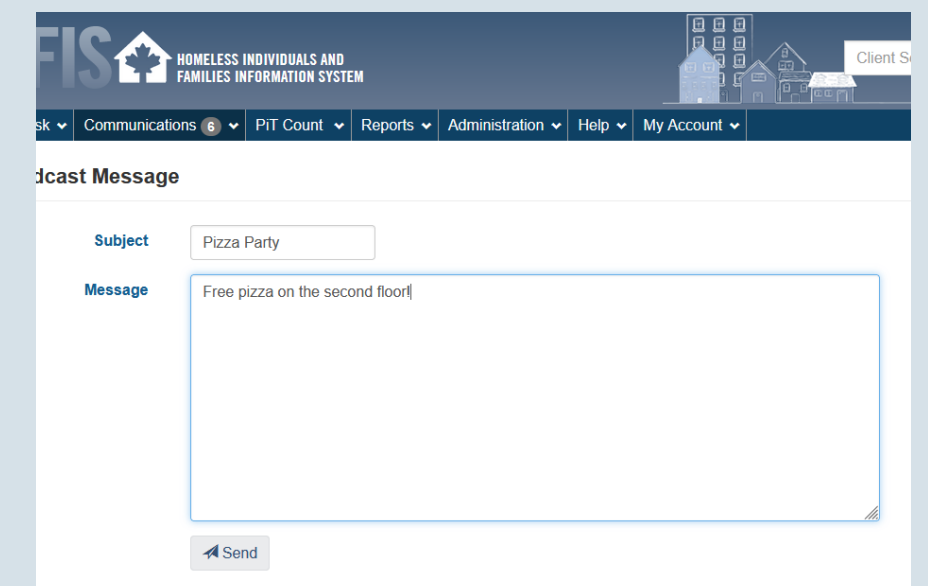 FIS
HOMELESS INDIVIDUALS AND
FAMILIES INFORMATION SYSTEM
Client S
sk Communications 6 PiT Count Reports Administration Help My Account
dcast Message
Subject
Pizza Party
Message
Free pizza on the second floor!
Send